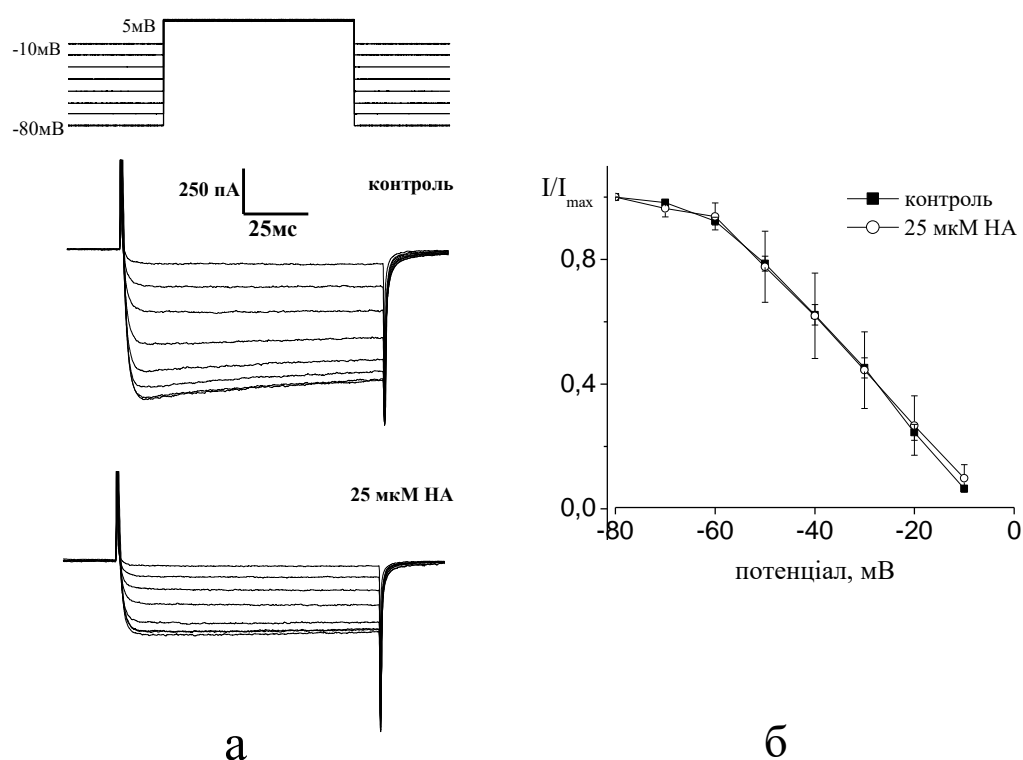 5мВ
-10мВ
-80мВ
250 пА
контроль
25мс
25 мкМ НА
а
I/Imax
контроль
25 мкМ НА
0,8
0,4
0,0
-80 -60 -40 -20 0
потенціал, мВ
б